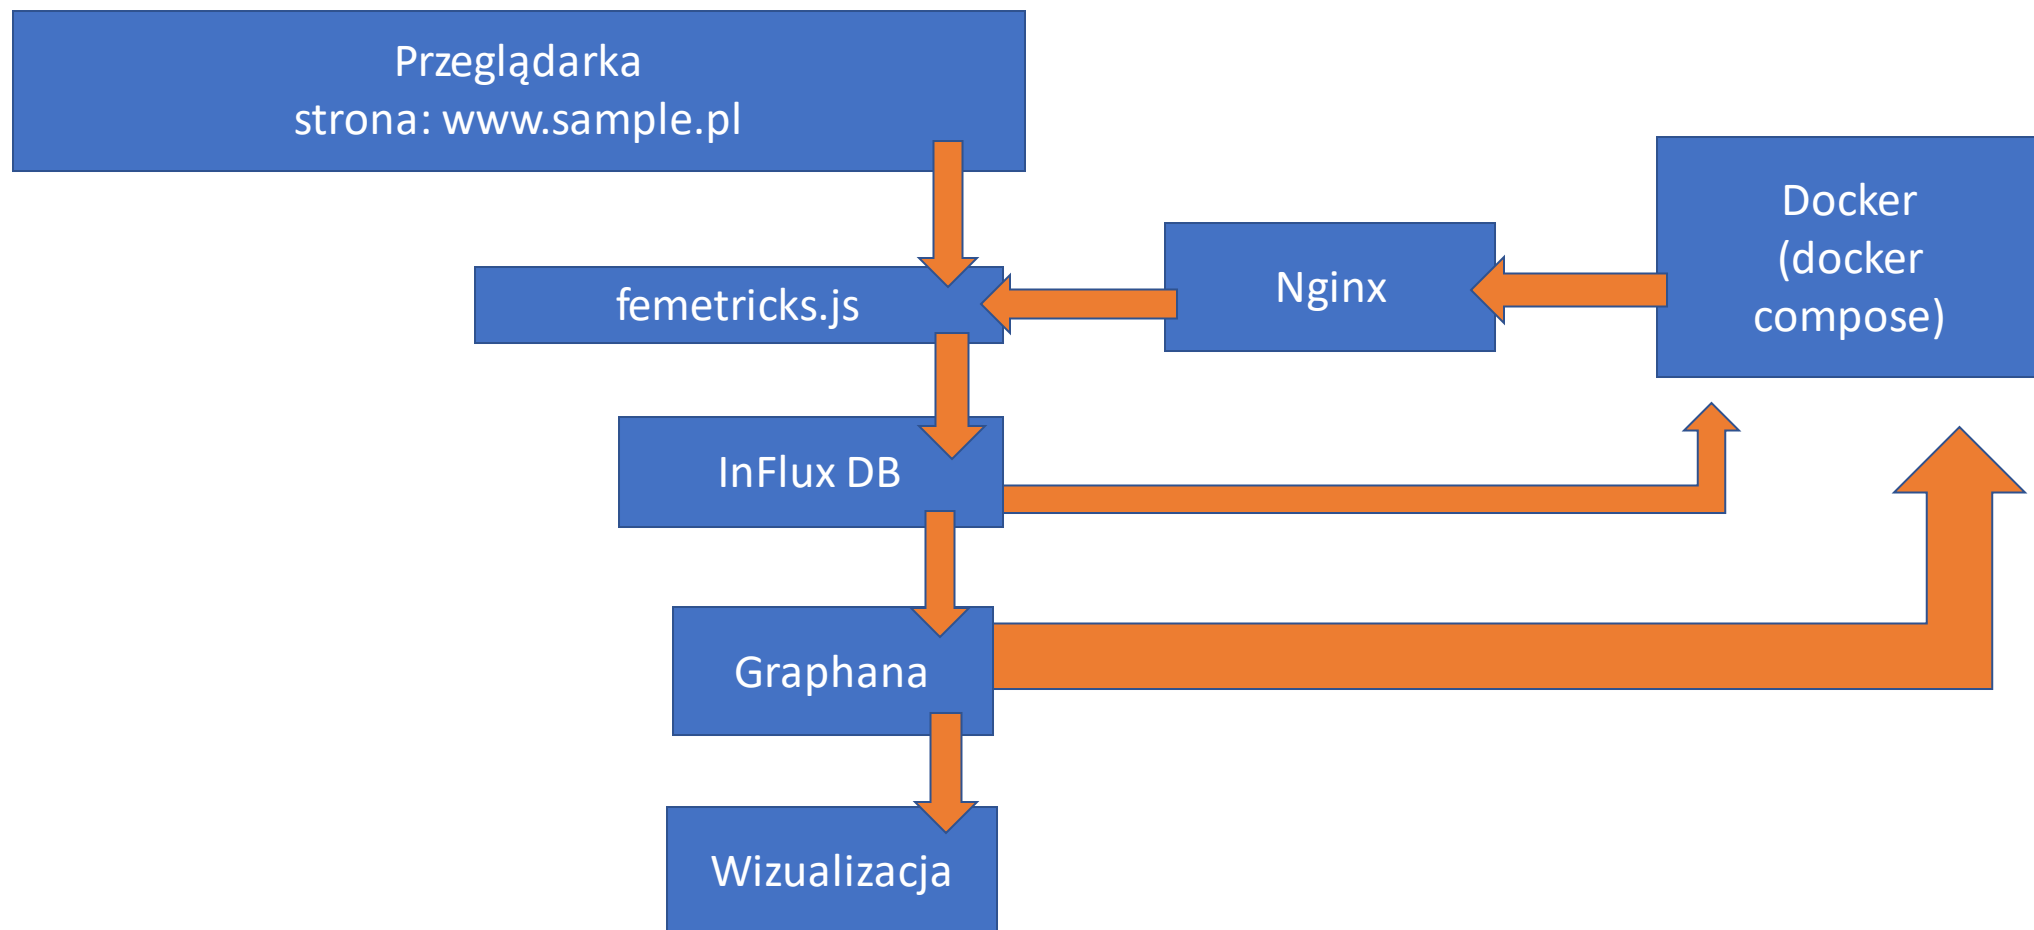 Przeglądarka
strona: www.sample.pl
Docker
(docker
compose)
Nginx
femetricks.js
InFlux DB
Graphana
Wizualizacja